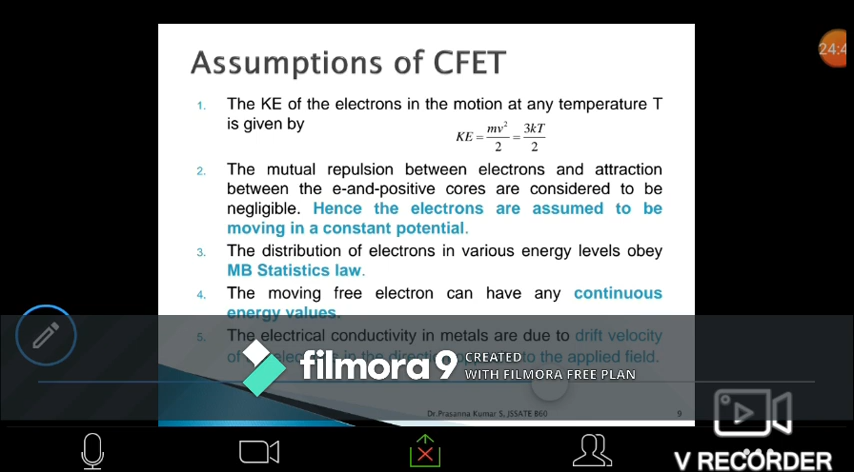 24:4
Assumptions of CFET
1. The KE of the electrons in the motion at any temperature T
is given by
KE = mv²/2 = 3kT/2
2. The mutual repulsion between electrons and attraction
between the e-and-positive cores are considered to be
negligible. Hence the electrons are assumed to be
moving in a constant potential.
3. The distribution of electrons in various energy levels obey
MB Statistics law.
4. The moving free electron can have any continuous
energy values.
5. The electrical conductivity in metals are due to drift velocity
of in the to the applied field.
filmora9 CREATED
WITH FILMORA FREE PLAN
Dr.Prasanna Kumar S, JSSATE B60 9
V RECORDER